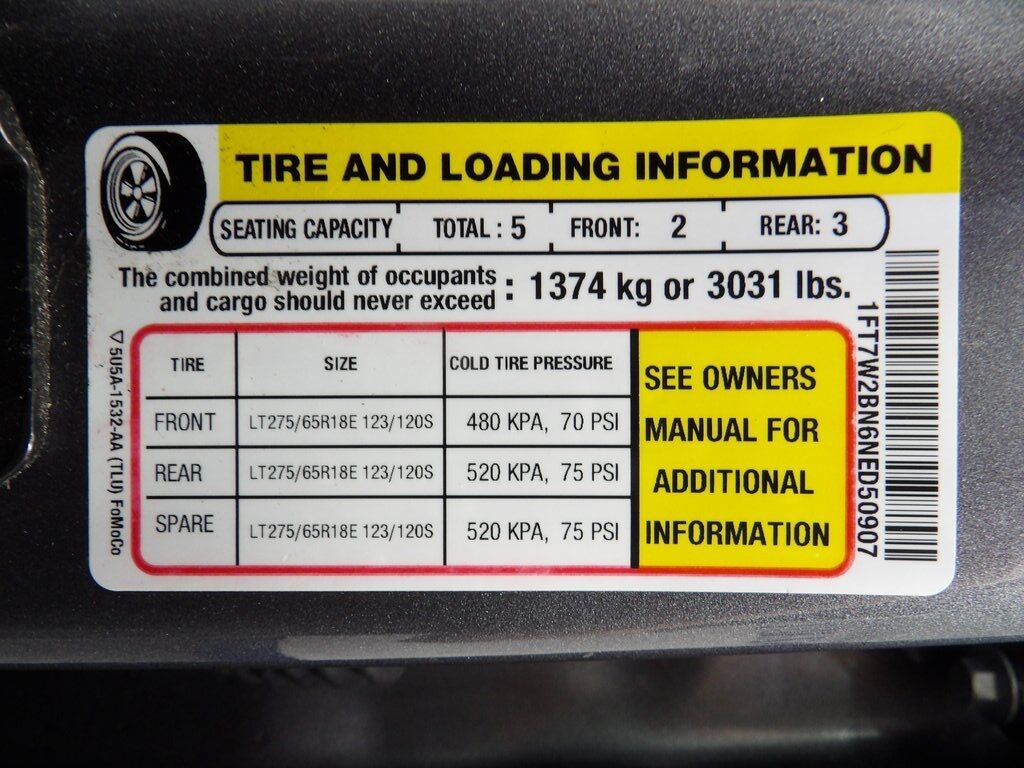 TIRE AND LOADING INFORMATION
SEATING CAPACITY TOTAL : 5 FRONT: 2 REAR: 3
The combined weight of occupants
and cargo should never exceed : 1374 kg or 3031 lbs.
TIRE SIZE COLD TIRE PRESSURE
FRONT LT275/65R18E 123/120S 480 KPA, 70 PSI
REAR LT275/65R18E 123/120S 520 KPA, 75 PSI
SPARE LT275/65R18E 123/120S 520 KPA, 75 PSI
SEE OWNERS
MANUAL FOR
ADDITIONAL
INFORMATION
1FT7W2BN6NED50907
5U5A-1532-AA (TLU) FoMoCo